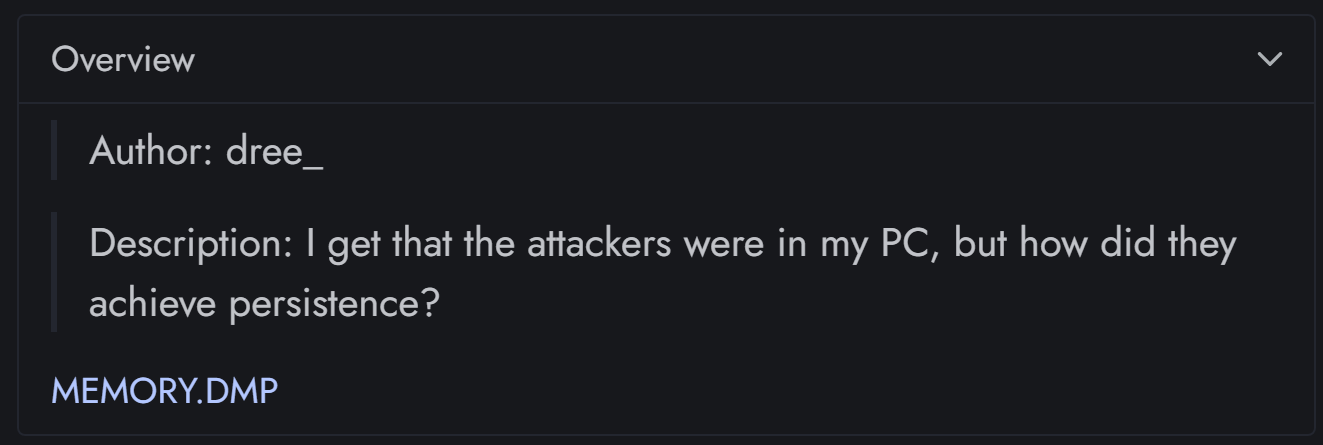 Overview
Author: dree_
Description: I get that the attackers were in my PC, but how did they
achieve persistence?
MEMORY.DMP